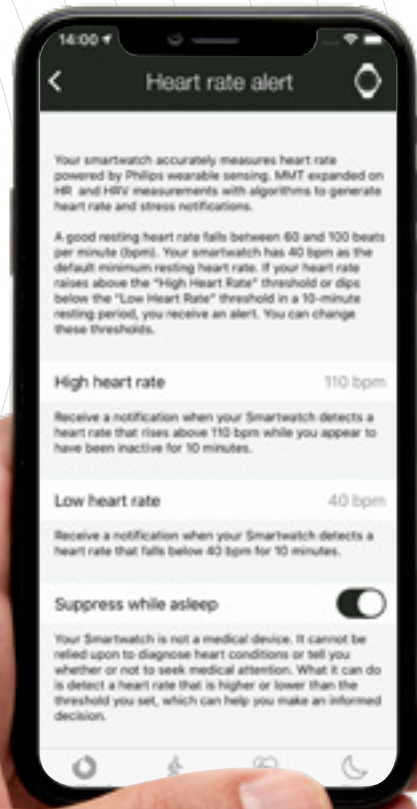 14:00
Heart rate alert
Your smartwatch accurately measures heart rate
powered by Philips wearable sensing. MMT expanded on
HR and HRV measurements with algorithms to generate
heart rate and stress notifications.
A good resting heart rate falls between 60 and 100 beats
per minute (bpm). Your smartwatch has 40 bpm as the
default minimum resting heart rate. If your heart rate
raises above the "High Heart Rate" threshold or dips
below the "Low Heart Rate" threshold in a 10-minute
resting period, you receive an alert. You can change
these thresholds.
High heart rate 110 bpm
Receive a notification when your Smartwatch detects a
heart rate that rises above 110 bpm while you appear to
have been inactive for 10 minutes.
Low heart rate 40 bpm
Receive a notification when your Smartwatch detects a
heart rate that falls below 40 bpm for 10 minutes.
Suppress while asleep
Your Smartwatch is not a medical device. It cannot be
relied upon to diagnose heart conditions or tell you
whether or not to seek medical attention. What it can do
is detect a heart rate that is higher or lower than the
threshold you set, which can help you make an informed
decision.